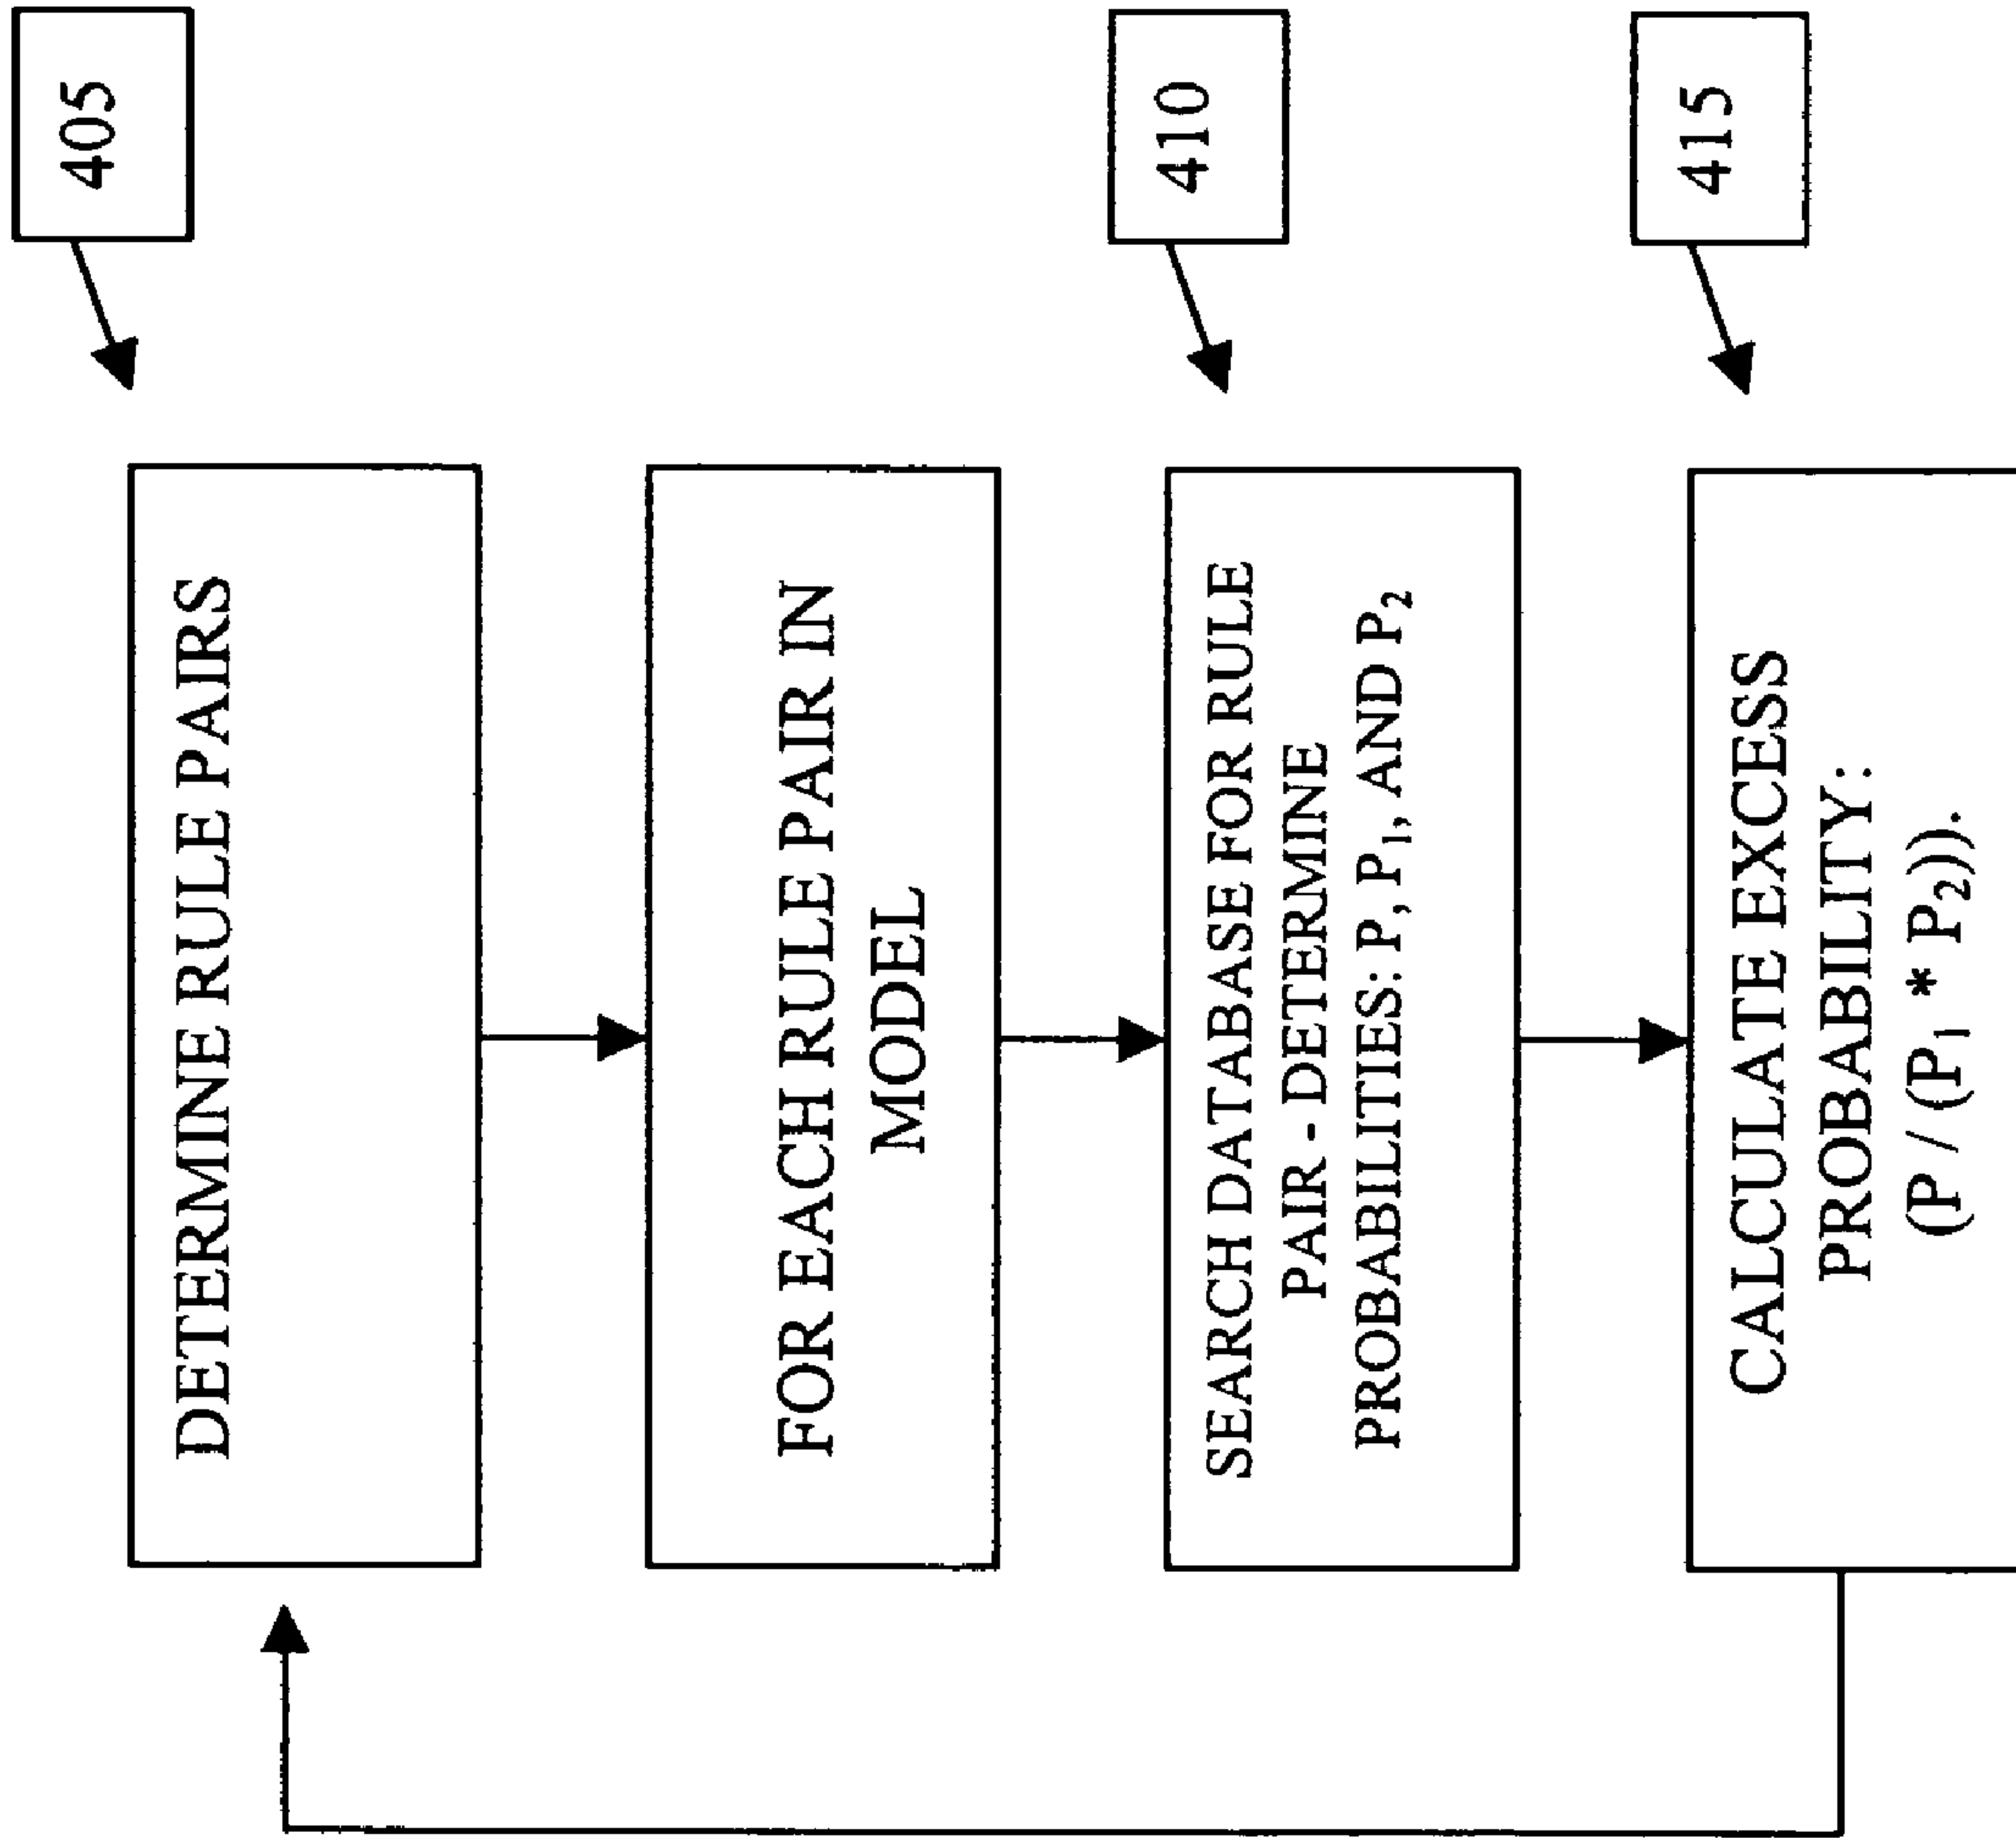 405
DETERMINE RULE PAIRS
FOR EACH RULE PAIR IN
MODEL
410
SEARCH DATABASE FOR RULE
PAIR - DETERMINE
PROBABILITIES: P, P₁, AND P₂
415
CALCULATE EXCESS
PROBABILITY:
(P / (P₁ * P₂)).